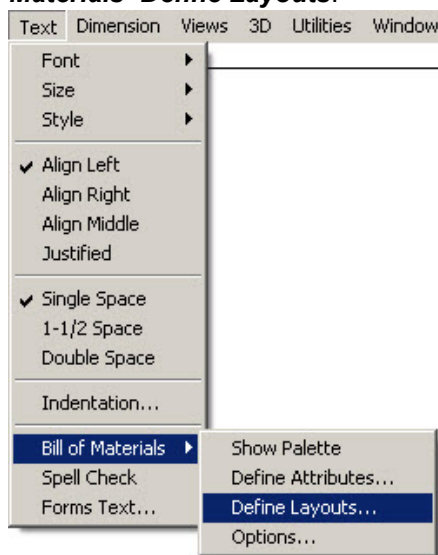 Materials Define Layouts.
Text Dimension Views 3D Utilities Window
Font
Size
Style
Align Left
Align Right
Align Middle
Justified
Single Space
1-1/2 Space
Double Space
Indentation...
Bill of Materials
Spell Check
Forms Text...
Show Palette
Define Attributes...
Define Layouts...
Options...